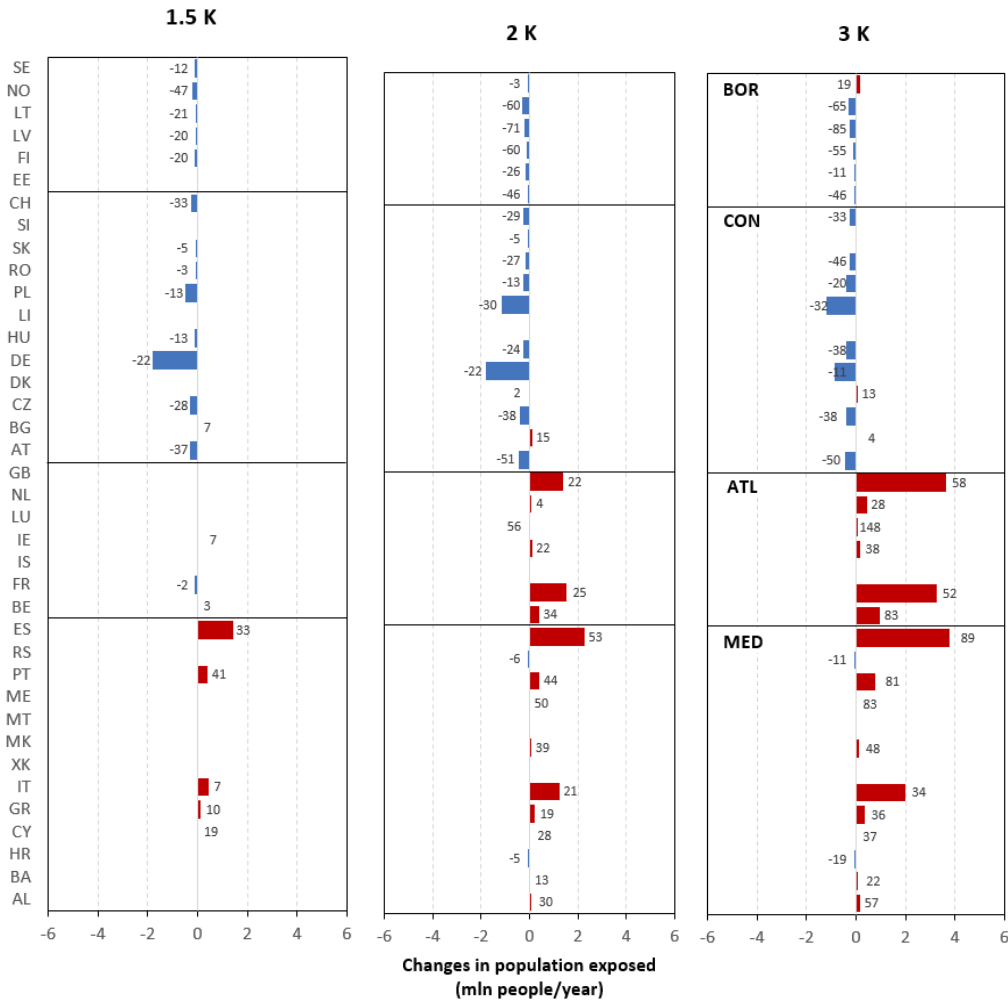 1.5 K
2 K
3 K
SE -12 -3 19 BOR
NO -47 -60 -65
LT -21 -71 -85
LV -20 -60 -55
FI -20 -26 -11
EE -46 -46
CH -33 -29 -33 CON
SI -5
SK -5 -27 -46
RO -3 -13 -20
PL -13 -30 -32
LI
HU -13 -24 -38
DE -22 -22 -11
DK 2 13
CZ -28 -38 -38
BG 7 15 4
AT -37 -51 -50
GB 22 ATL 58
NL 4 28
LU 56 148
IE 7 22 38
IS
FR -2 25 52
BE 3 34 83
ES 33 53 MED 89
RS -6 -11
PT 41 44 81
ME 50 83
MT
MK 39 48
XK
IT 7 21 34
GR 10 19 36
CY 19 28 37
HR -5 -19
BA 13 22
AL 30 57
-6 -4 -2 0 2 4 6
-6 -4 -2 0 2 4 6
-6 -4 -2 0 2 4 6
Changes in population exposed
(mln people/year)